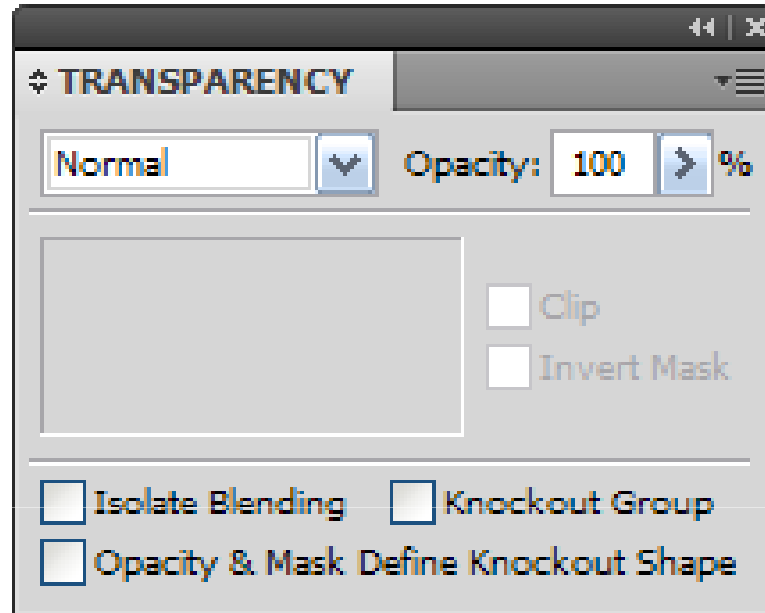 TRANSPARENCY
Normal Opacity: 100 %
Clip
Invert Mask
Isolate Blending Knockout Group
Opacity & Mask Define Knockout Shape